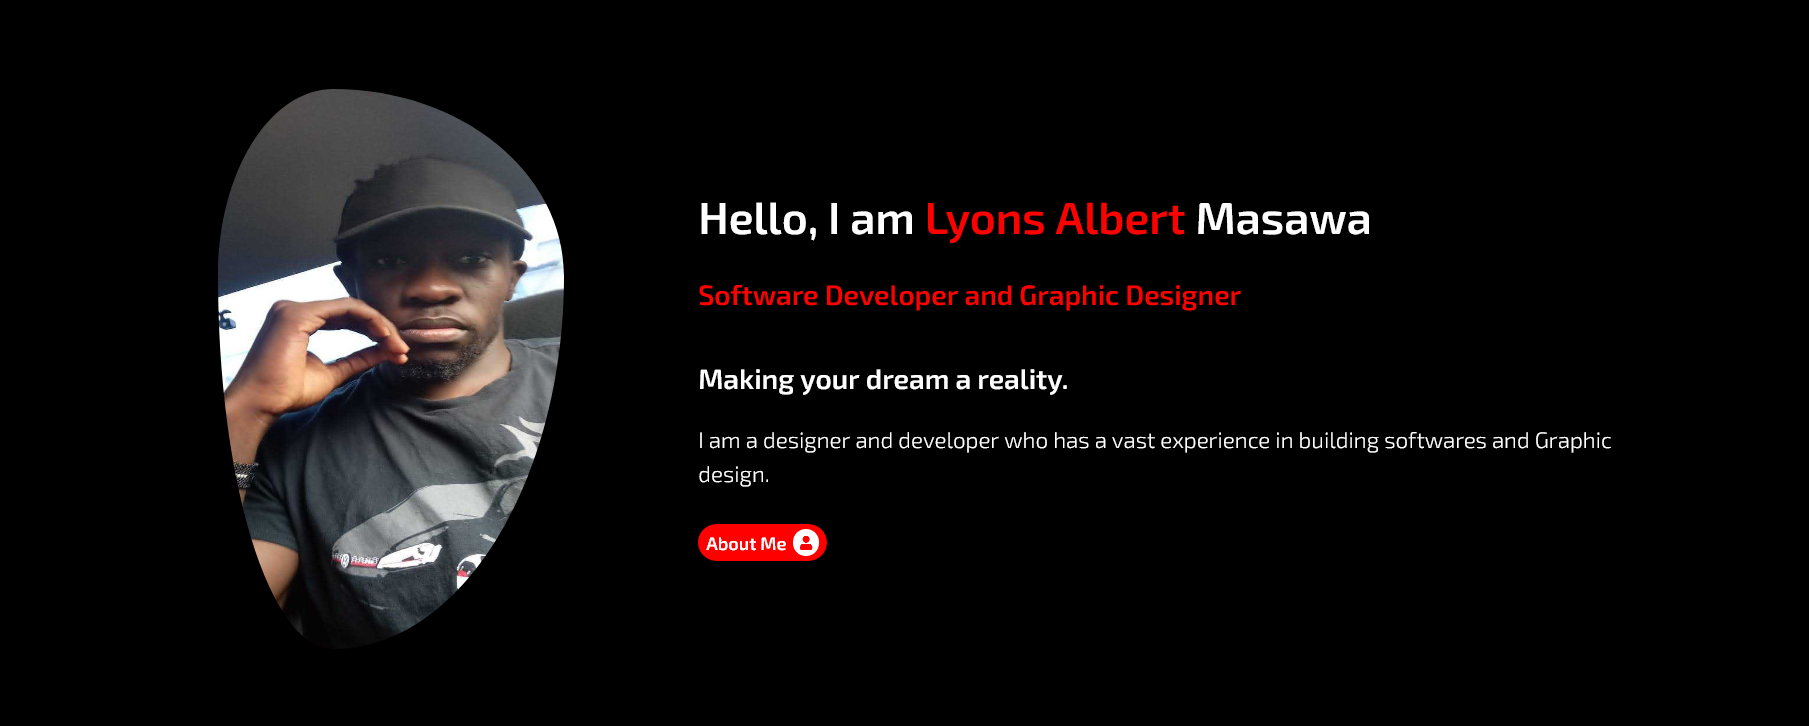 Hello, I am Lyons Albert Masawa
Software Developer and Graphic Designer
Making your dream a reality.
I am a designer and developer who has a vast experience in building softwares and Graphic
design.
About Me